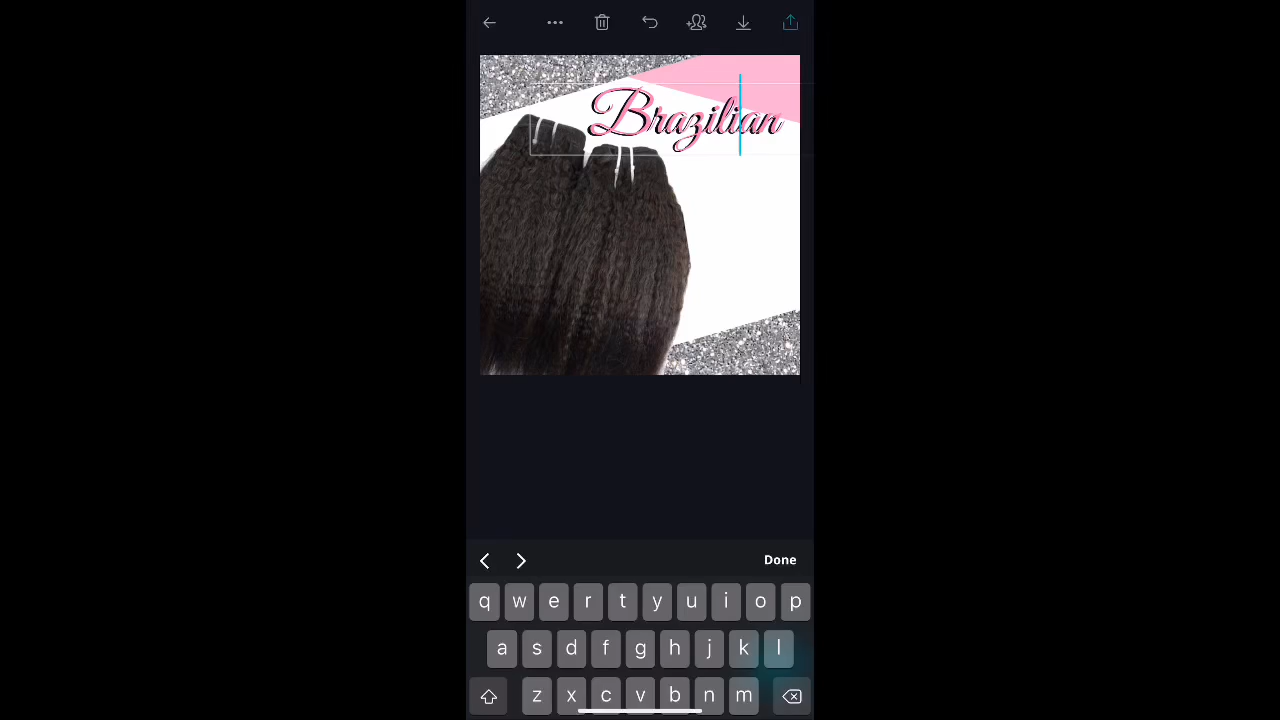 Brazilian
Done
q w e r t y u i o p
a s d f g h j k l
z x c v b n m